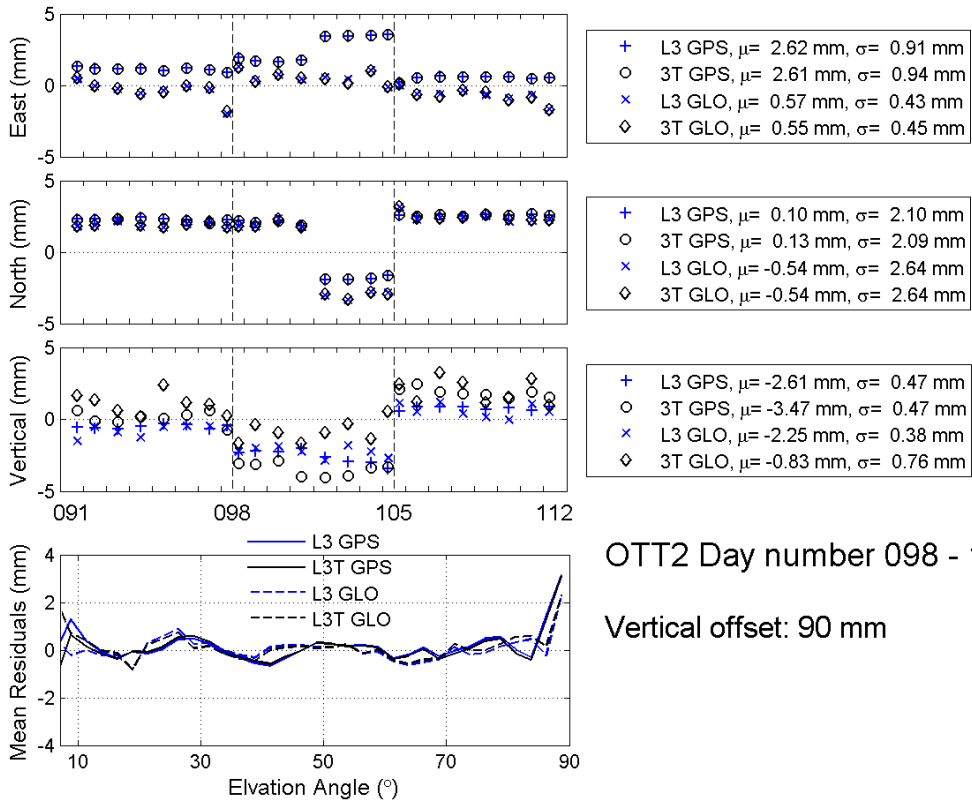 5
0
-5
East (mm)
+ L3 GPS, μ= 2.62 mm, σ= 0.91 mm
○ 3T GPS, μ= 2.61 mm, σ= 0.94 mm
× L3 GLO, μ= 0.57 mm, σ= 0.43 mm
◇ 3T GLO, μ= 0.55 mm, σ= 0.45 mm
5
0
-5
North (mm)
+ L3 GPS, μ= 0.10 mm, σ= 2.10 mm
○ 3T GPS, μ= 0.13 mm, σ= 2.09 mm
× L3 GLO, μ= -0.54 mm, σ= 2.64 mm
◇ 3T GLO, μ= -0.54 mm, σ= 2.64 mm
5
0
-5
Vertical (mm)
+ L3 GPS, μ= -2.61 mm, σ= 0.47 mm
○ 3T GPS, μ= -3.47 mm, σ= 0.47 mm
× L3 GLO, μ= -2.25 mm, σ= 0.38 mm
◇ 3T GLO, μ= -0.83 mm, σ= 0.76 mm
091 098 105 112
4
2
0
-2
-4
Mean Residuals (mm)
L3 GPS
L3T GPS
L3 GLO
L3T GLO
10 30 50 70 90
Elvation Angle (°)
OTT2 Day number 098 -
Vertical offset: 90 mm